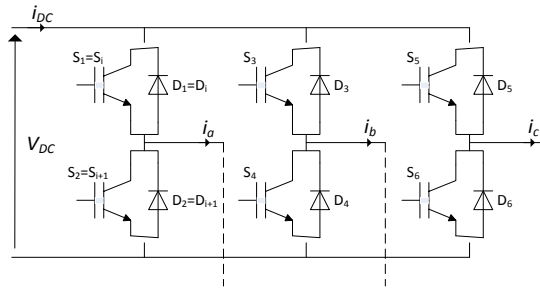 i_DC
S₁=Sᵢ
D₁=Dᵢ
S₃
D₃
S₅
D₅
V_DC
i_a
i_b
i_c
S₂=Sᵢ₊₁
D₂=Dᵢ₊₁
S₄
D₄
S₆
D₆